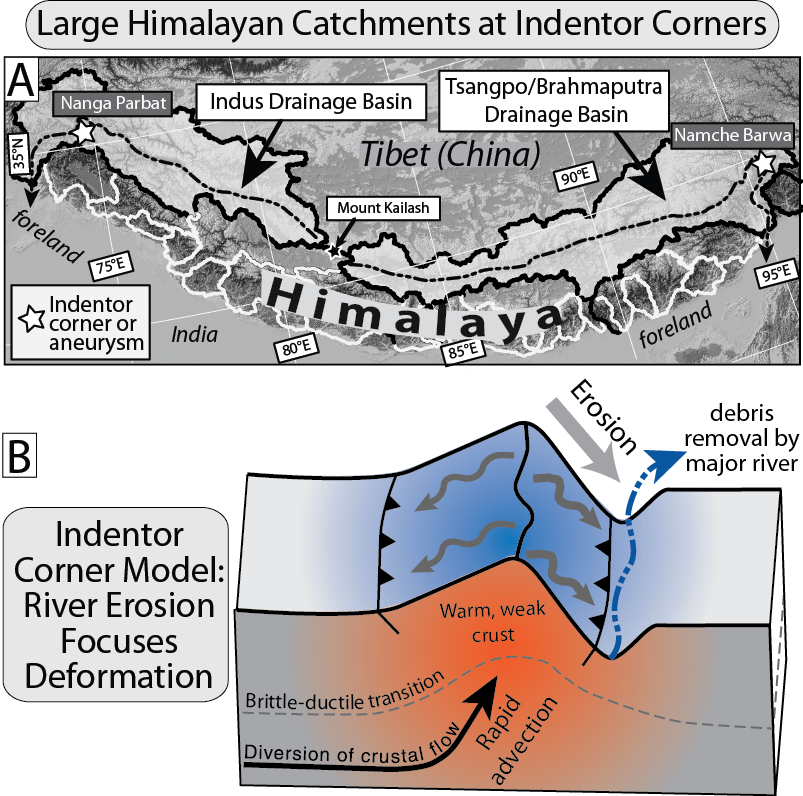 Large Himalayan Catchments at Indentor Corners
A
Nanga Parbat
Indus Drainage Basin
Tsangpo/Brahmaputra
Drainage Basin
Namche Barwa
35°N
Tibet (China)
90°E
Mount Kailash
foreland
75°E
95°E
Himalaya
Indentor
corner or
aneurysm
India
80°E
85°E
foreland
B
Erosion
debris
removal by
major river
Indentor
Corner Model:
River Erosion
Focuses
Deformation
Warm, weak
crust
Brittle-ductile transition
Diversion of crustal flow
Rapid
advection